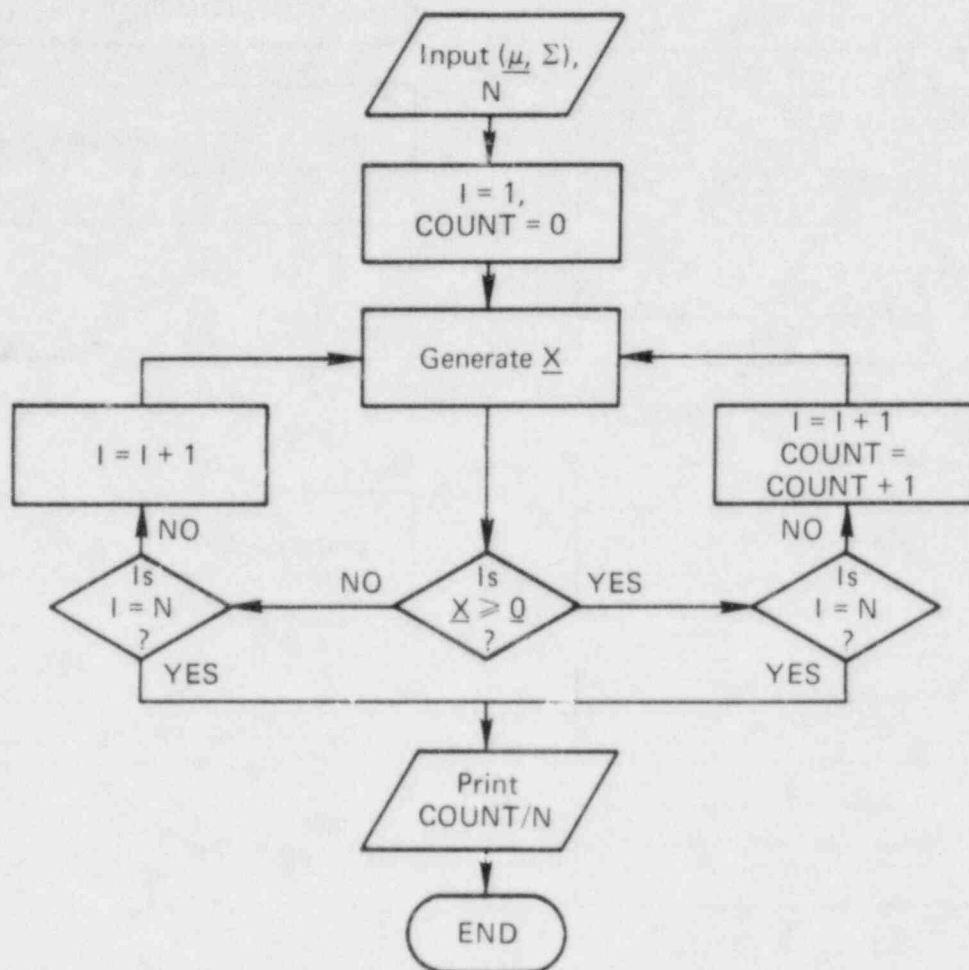 Input (μ, Σ),
N
I = 1,
COUNT = 0
Generate X
I = I + 1
I = I + 1
COUNT =
COUNT + 1
NO
NO
Is
I = N
?
NO
Is
X ⩾ 0
?
YES
Is
I = N
?
YES
YES
Print
COUNT/N
END